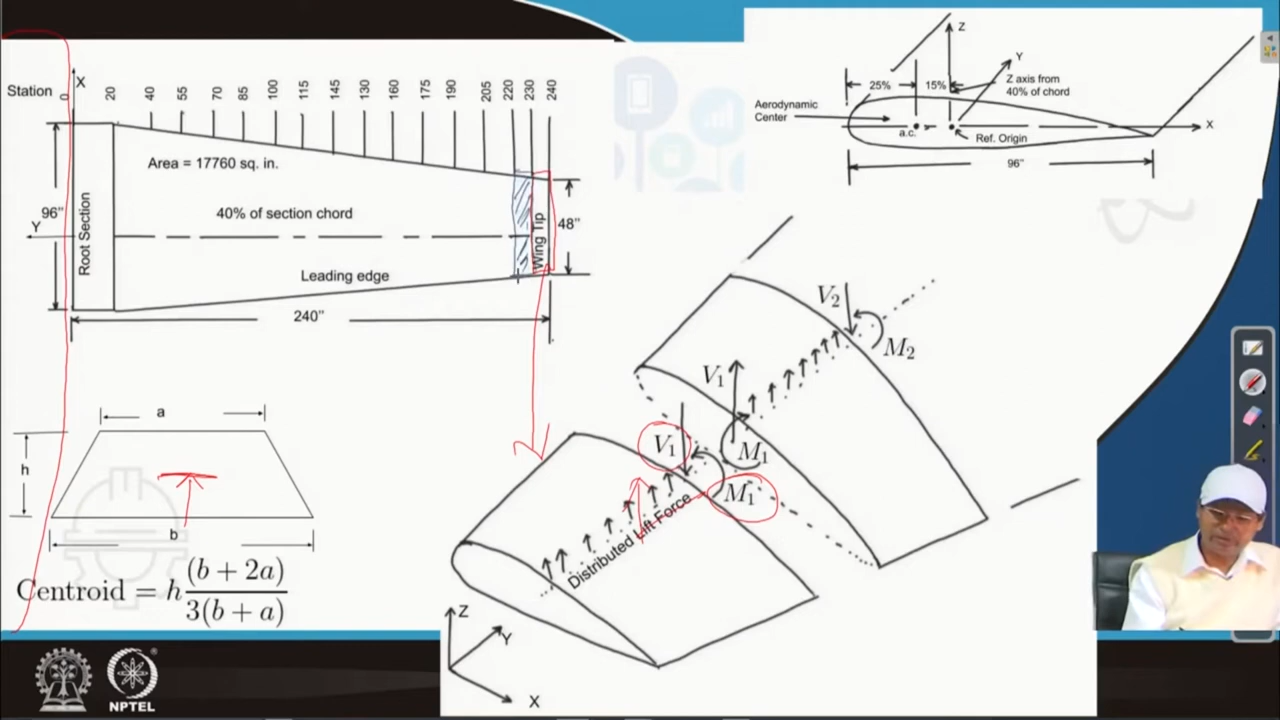 Station
0
X
20
40
55
70
85
100
115
145
130
160
175
190
205
220
230
240
Area = 17760 sq. in.
96"
Y
Root Section
40% of section chord
Wing Tip
48"
Leading edge
240"
Z
Y
25%
15%
Z axis from
40% of chord
Aerodynamic
Center
a.c.
Ref. Origin
X
96"
a
h
b
Centroid = h (b + 2a)
3(b + a)
V2
M2
V1
M1
V1
M1
Distributed Lift Force
Z
Y
X
NPTEL